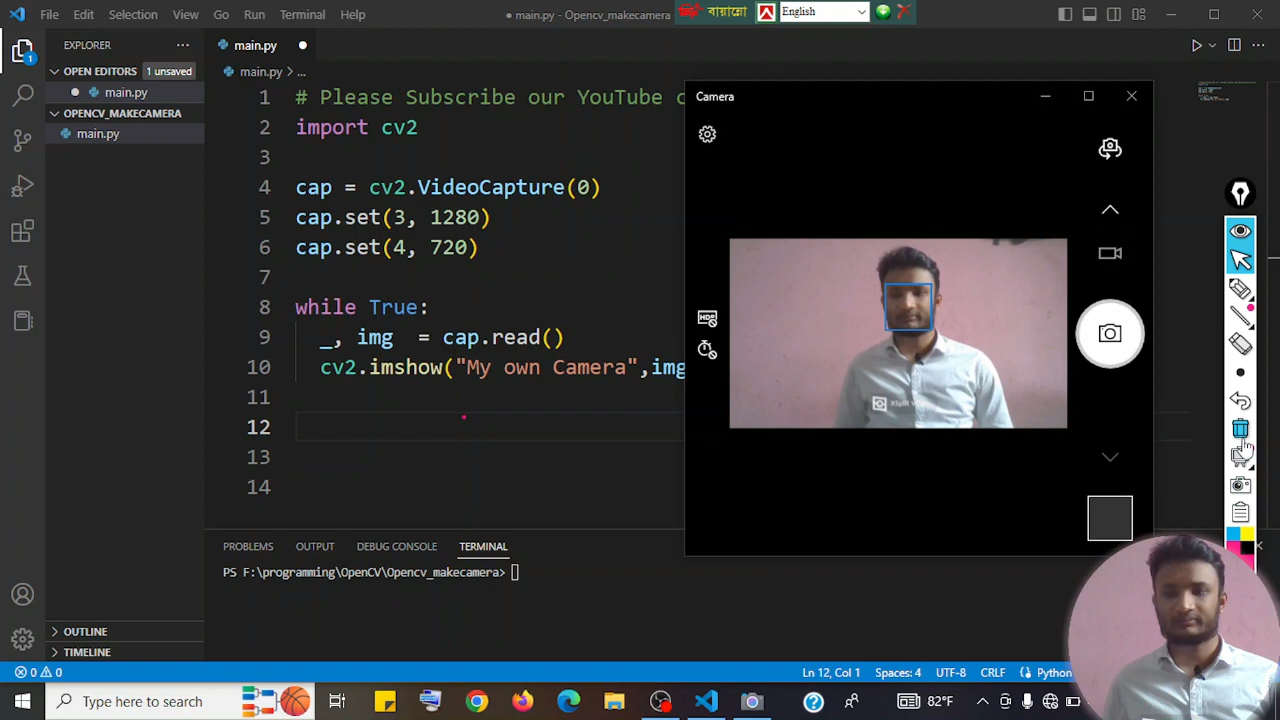 File Edit Selection View Go Run Terminal Help
main.py - Opencv_makecamera
বায়ান্নো
English
EXPLORER
OPEN EDITORS 1 unsaved
main.py
OPENCV_MAKECAMERA
main.py
OUTLINE
TIMELINE
main.py
main.py > ...
1 # Please Subscribe our YouTube c
2 import cv2
3
4 cap = cv2.VideoCapture(0)
5 cap.set(3, 1280)
6 cap.set(4, 720)
7
8 while True:
9 _, img = cap.read()
10 cv2.imshow("My own Camera",img
11
12
13
14
Camera
HDR
PROBLEMS OUTPUT DEBUG CONSOLE TERMINAL
PS F:\programming\OpenCV\Opencv_makecamera>
0 0
Ln 12, Col 1 Spaces: 4 UTF-8 CRLF Python
Type here to search
82°F